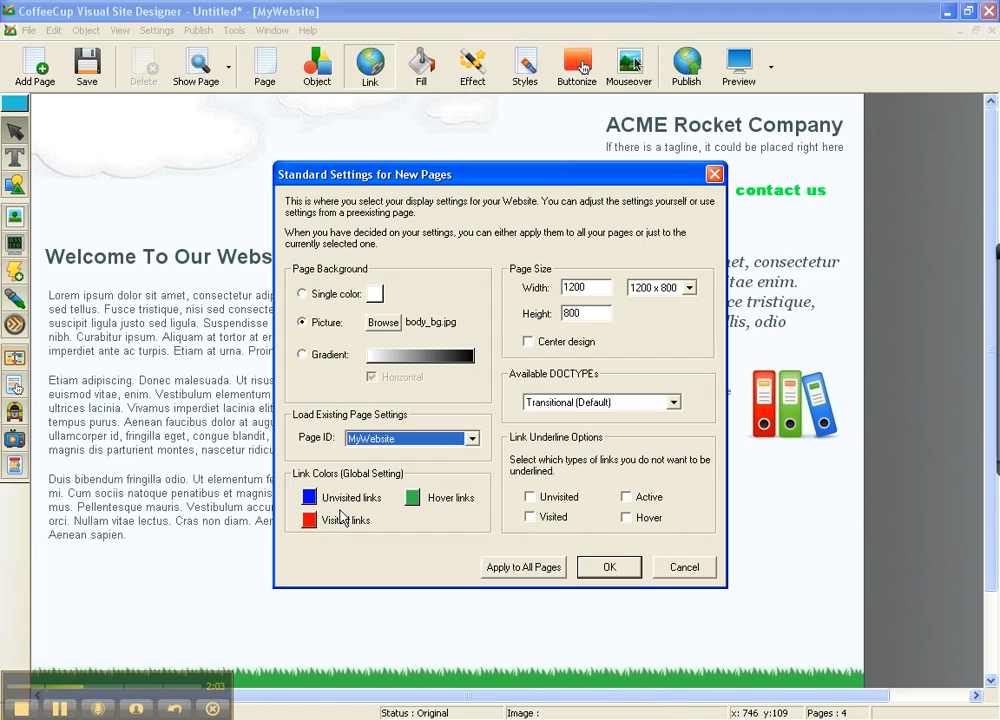 CoffeeCup Visual Site Designer - Untitled* - [MyWebsite]
File Edit Objects View Settings Publish Tools Window Help
Add Page Save Delete Show Page Page Object Link Fill Effect Styles Buttonize Mouseover Publish Preview
ACME Rocket Company
If there is a tagline, it could be placed right here
contact us
Welcome To Our Webs
Lorem ipsum dolor sit amet, consectetur adip
sed tellus. Fusce tristique, nisi sed consecte
suscipit ligula justo sed ligula. Suspendisse
nibh. Curabitur ipsum. Aliquam at tortor at er
imperdiet ante ac turpis. Etiam at urna. Proin
Etiam adipiscing. Donec malesuada. Ut risus
euismod vitae, enim. Vestibulum elementum
ultrices lacinia. Vivamus imperdiet lacinia elit
tempus purus. Aenean faucibus dolor at augu
ullamcorper id, fringilla eget, congue blandit,
magnis dis parturient montes, nascetur ridicu
Duis bibendum fringilla odio. Ut elementum fe
mi. Cum sociis natoque penatibus et magnis
mus. Pellentesque mauris. Vestibulum accu
orci. Nullam vitae lectus. Cras non diam. Aen
Aenean sapien.
net, consectetur
tae enim.
ce tristique,
llis, odio
Standard Settings for New Pages
This is where you select your display settings for your Website. You can adjust the settings yourself or use
settings from a preexisting page.
When you have decided on your settings, you can either apply them to all your pages or just to the
currently selected one.
Page Background
Single color:
Picture: Browse body_bg.jpg
Gradient:
Horizontal
Load Existing Page Settings
Page ID: MyWebsite
Link Colors (Global Setting)
Unvisited links Hover links
Visited links
Page Size
Width: 1200 1200 x 800
Height: 800
Center design
Available DOCTYPEs
Transitional (Default)
Link Underline Options
Select which types of links you do not want to be
underlined.
Unvisited Active
Visited Hover
Apply to All Pages OK Cancel
2:03
Status : Original Image : x: 746 y:109 Pages : 4